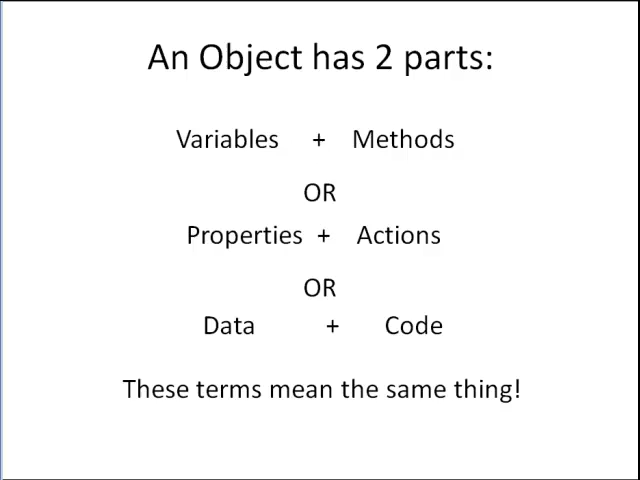 An Object has 2 parts:
Variables + Methods
OR
Properties + Actions
OR
Data + Code
These terms mean the same thing!